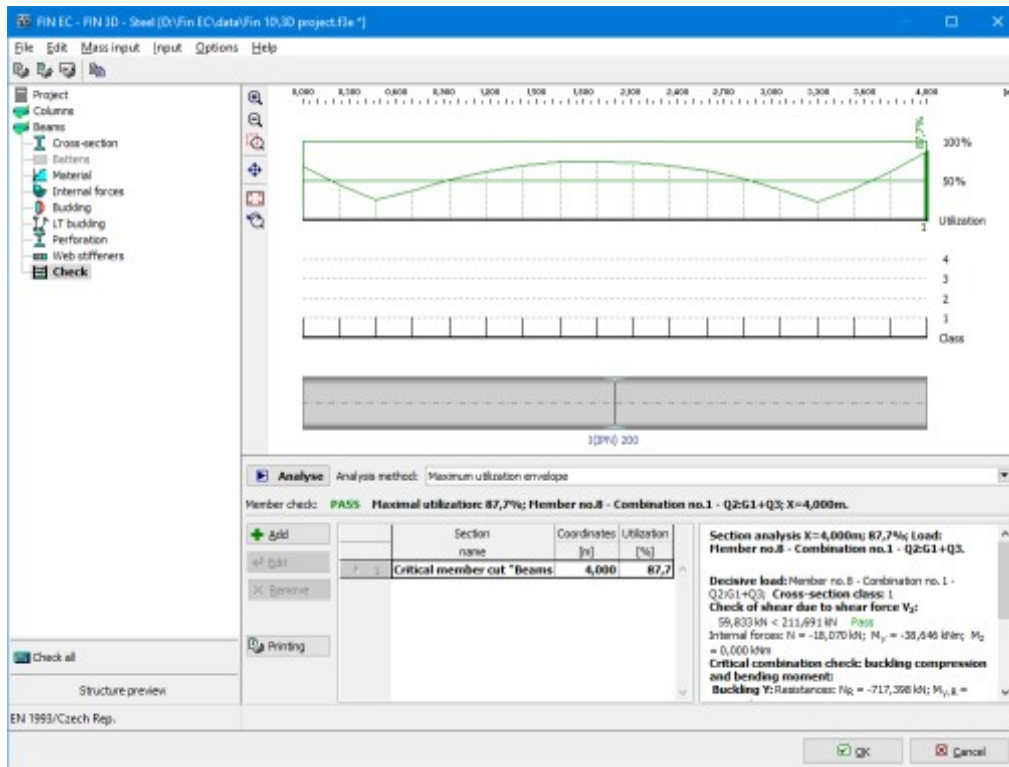 FIN EC - FIN 3D - Steel [D:\Fin EC\data\Fin 10\3D project.f3e *]
File Edit Mass input Input Options Help
Project
Columns
Beams
Cross-section
Battens
Material
Internal forces
Buckling
LT buckling
Perforation
Web stiffeners
Check
Check all
Structure preview
EN 1993/Czech Rep.
87,7%
100%
50%
1
Utilization
4
3
2
1
Class
I(IPN) 200
Analyse Analysis method: Maximum utilization envelope
Member check: PASS Maximal utilization: 87,7%; Member no.8 - Combination no.1 - Q2:G1+Q3; X=4,000m.
Add
Edit
Remove
Printing
Section Coordinates Utilization
name [m] [%]
1 Critical member cut "Beams 4,000 87,7
Section analysis X=4,000m; 87,7%; Load:
Member no.8 - Combination no.1 - Q2:G1+Q3.
Decisive load: Member no. 8 - Combination no. 1 -
Q2:G1+Q3; Cross-section class: 1
Check of shear due to shear force Vz:
59,833 kN < 211,691 kN Pass
Internal forces: N = -18,070 kN; My = -38,646 kNm; Mz
= 0,000 kNm
Critical combination check: buckling compression
and bending moment:
Buckling Y: Resistances: NR = -717,398 kN; My,R =
OK Cancel